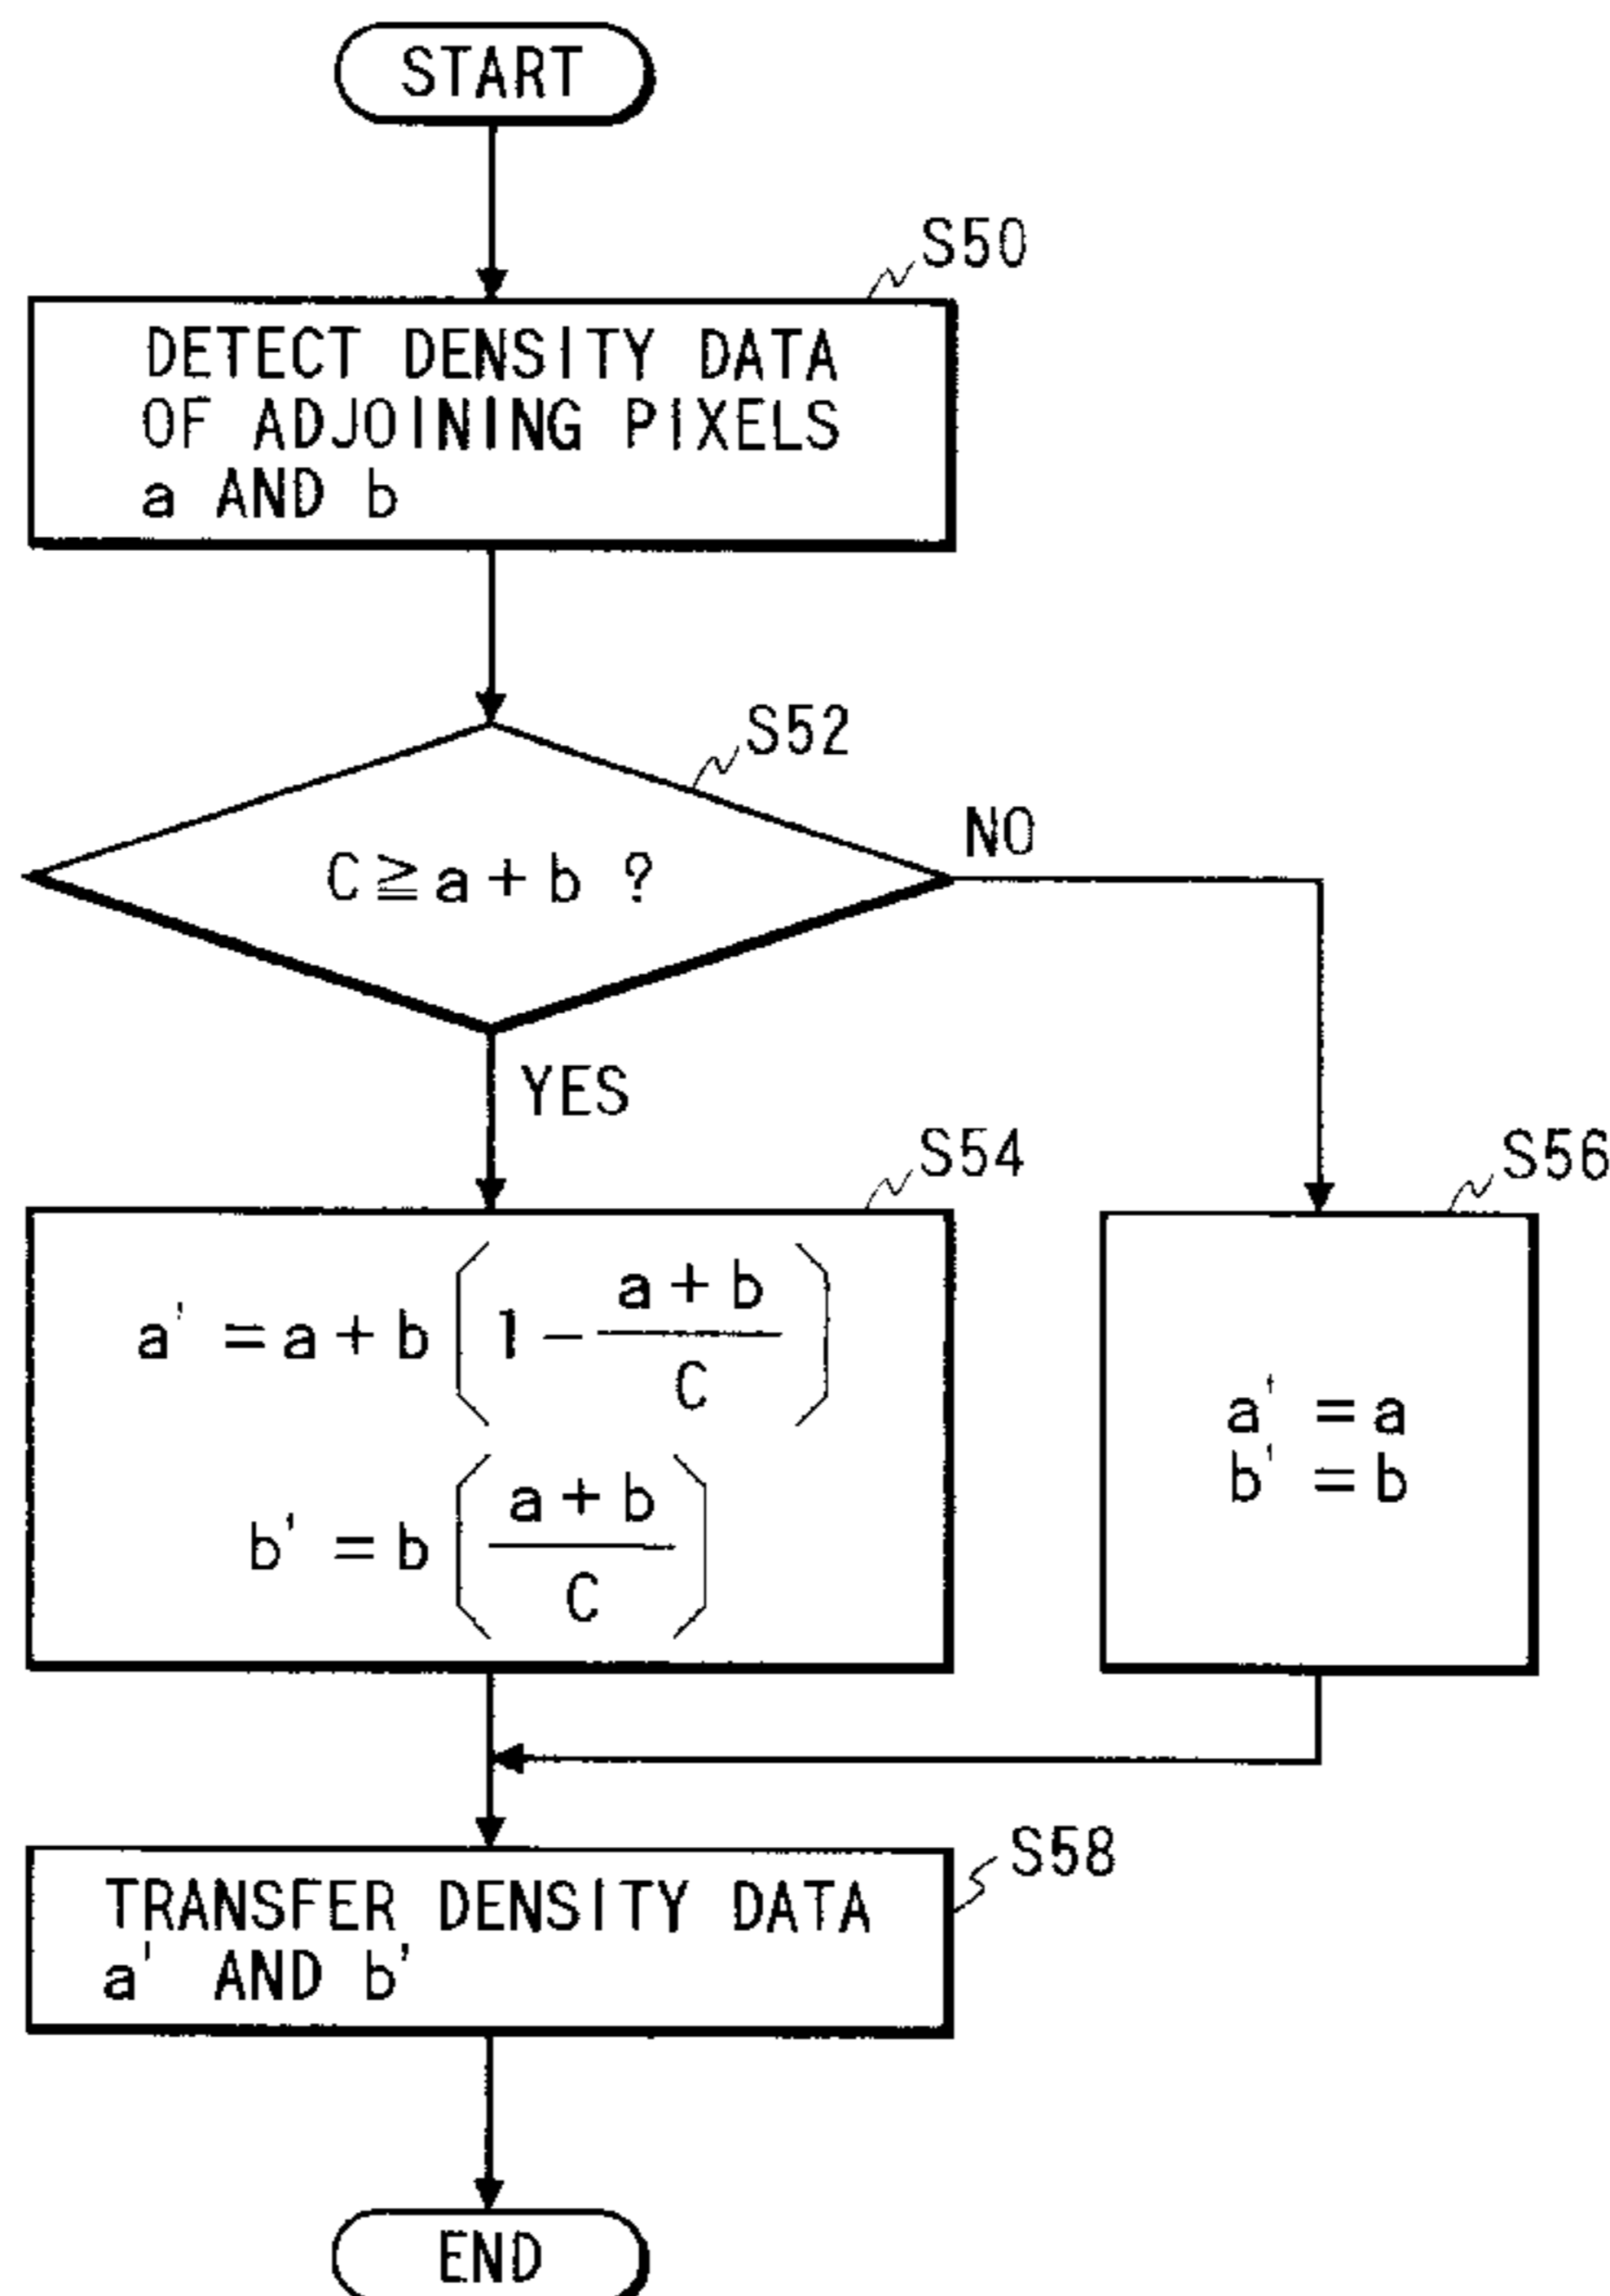 START
S50
DETECT DENSITY DATA
OF ADJOINING PIXELS
a AND b
S52
C ≧ a + b ?
NO
YES
S54
a' = a + b ( 1 - (a + b) / C )
b' = b ( (a + b) / C )
S56
a' = a
b' = b
S58
TRANSFER DENSITY DATA
a' AND b'
END